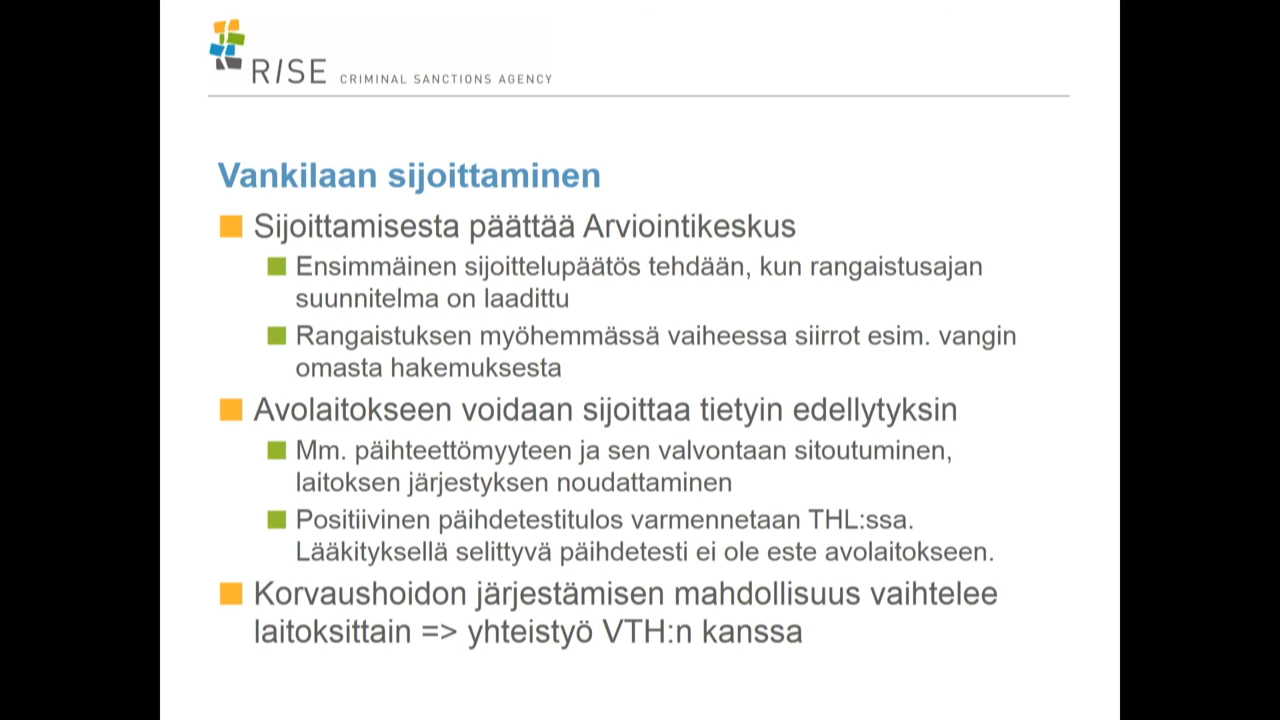 RISE CRIMINAL SANCTIONS AGENCY
Vankilaan sijoittaminen
Sijoittamisesta päättää Arviointikeskus
Ensimmäinen sijoittelupäätös tehdään, kun rangaistusajan
suunnitelma on laadittu
Rangaistuksen myöhemmässä vaiheessa siirrot esim. vangin
omasta hakemuksesta
Avolaitokseen voidaan sijoittaa tietyin edellytyksin
Mm. päihteettömyyteen ja sen valvontaan sitoutuminen,
laitoksen järjestyksen noudattaminen
Positiivinen päihdetestitulos varmennetaan THL:ssa.
Lääkityksellä selittyvä päihdetesti ei ole este avolaitokseen.
Korvaushoidon järjestämisen mahdollisuus vaihtelee
laitoksittain => yhteistyö VTH:n kanssa